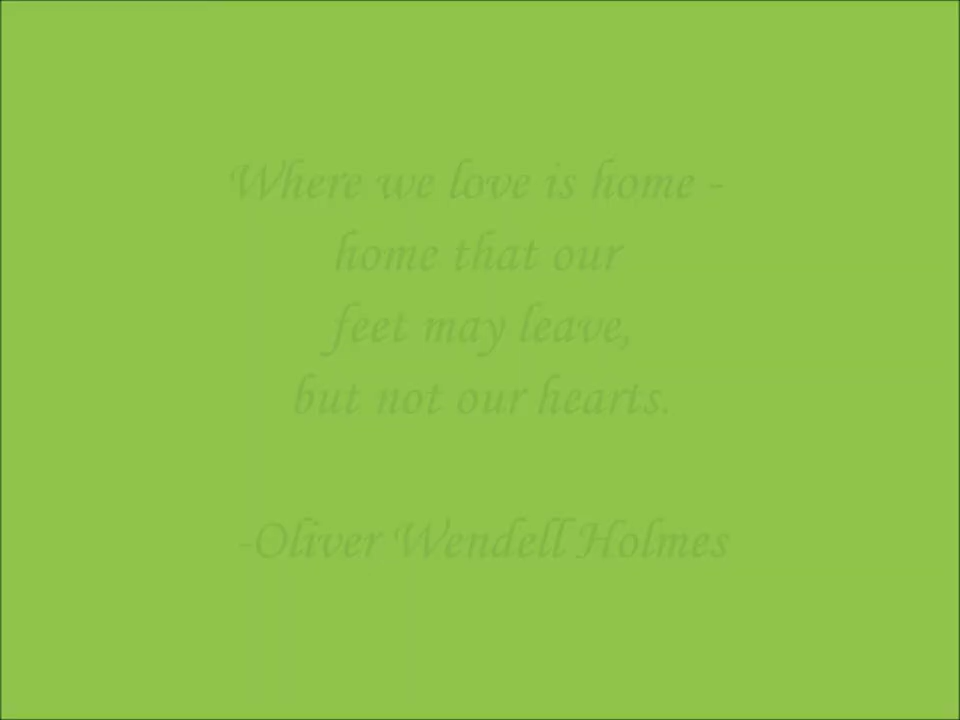 Where we love is home -
home that our
feet may leave,
but not our hearts.
-Oliver Wendell Holmes